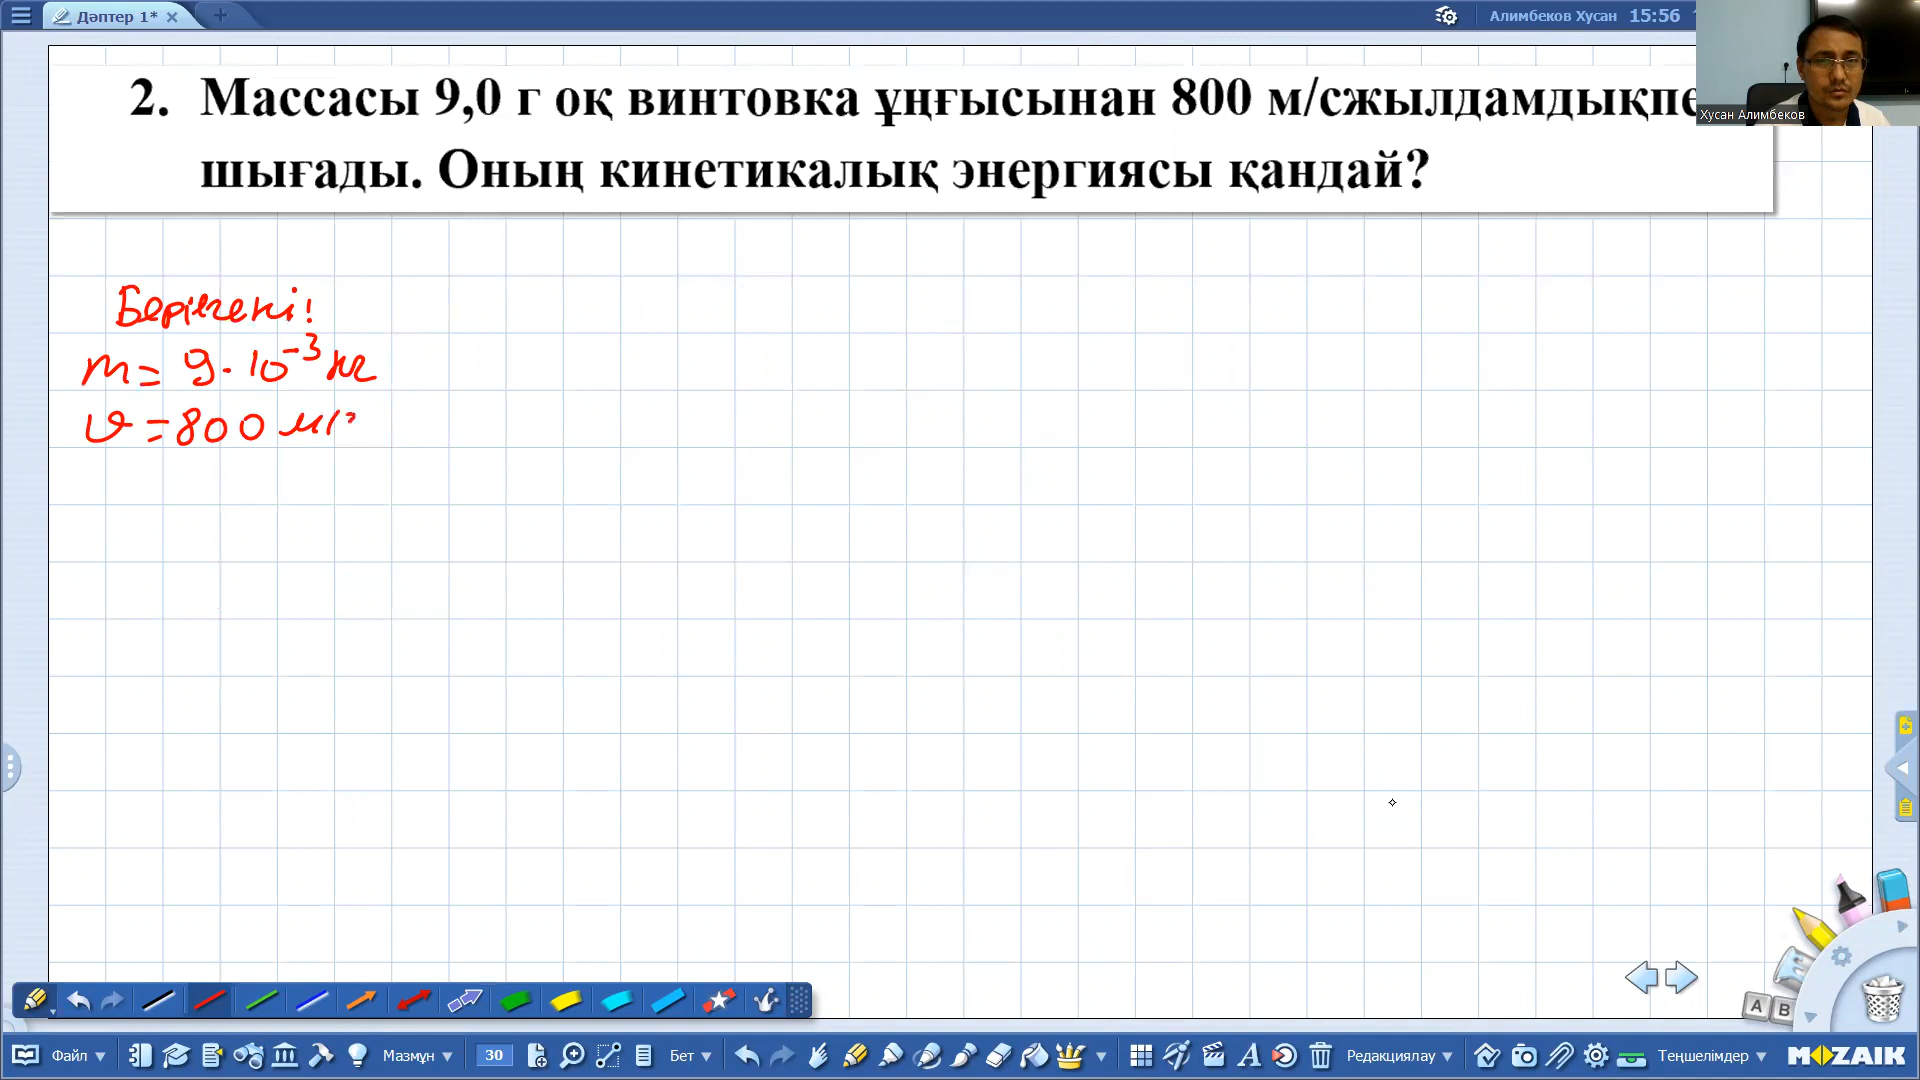 Дәптер 1*
Алимбеков Хусан 15:56
Хусан Алимбеков
2. Массасы 9,0 г оқ винтовка ұңғысынан 800 м/сжылдамдықпе
шығады. Оның кинетикалық энергиясы қандай?
Берілгені:
m = 9 · 10⁻³ кг
υ = 800 м/с
A B
Файл Мазмұн 30 Бет A Редакциялау Теңшелімдер MOZAIK